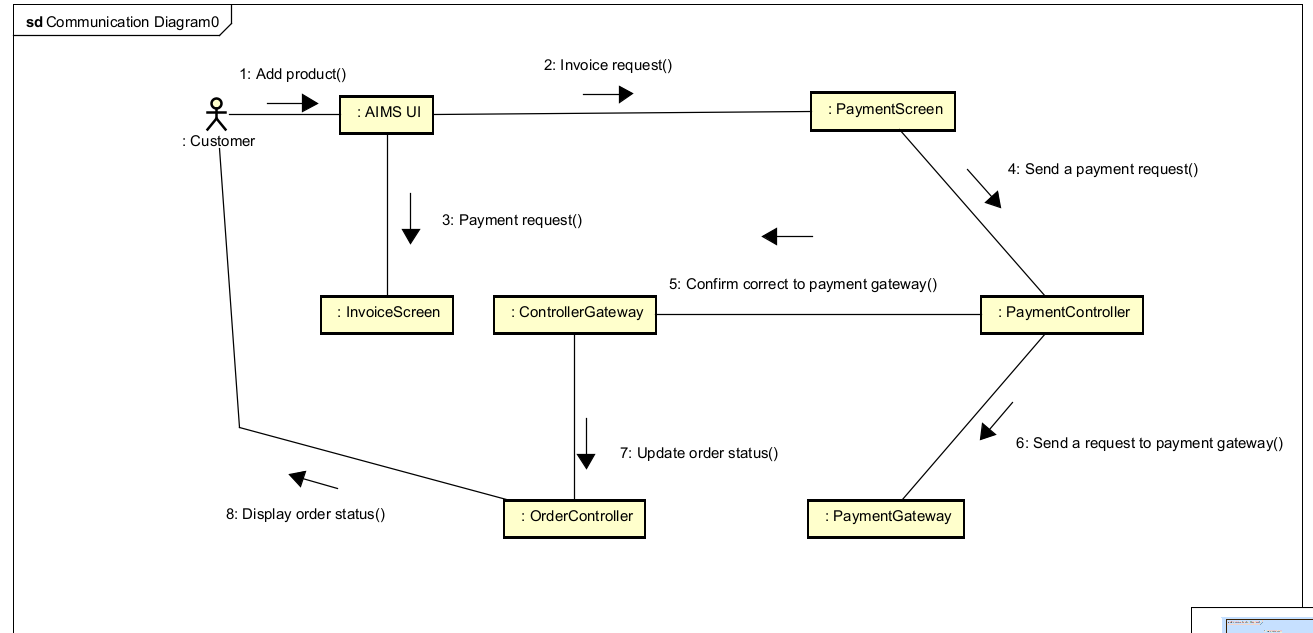 sd Communication Diagram0
1: Add product()
2: Invoice request()
: AIMS UI
: PaymentScreen
: Customer
4: Send a payment request()
3: Payment request()
5: Confirm correct to payment gateway()
: InvoiceScreen
: ControllerGateway
: PaymentController
6: Send a request to payment gateway()
7: Update order status()
8: Display order status()
: OrderController
: PaymentGateway